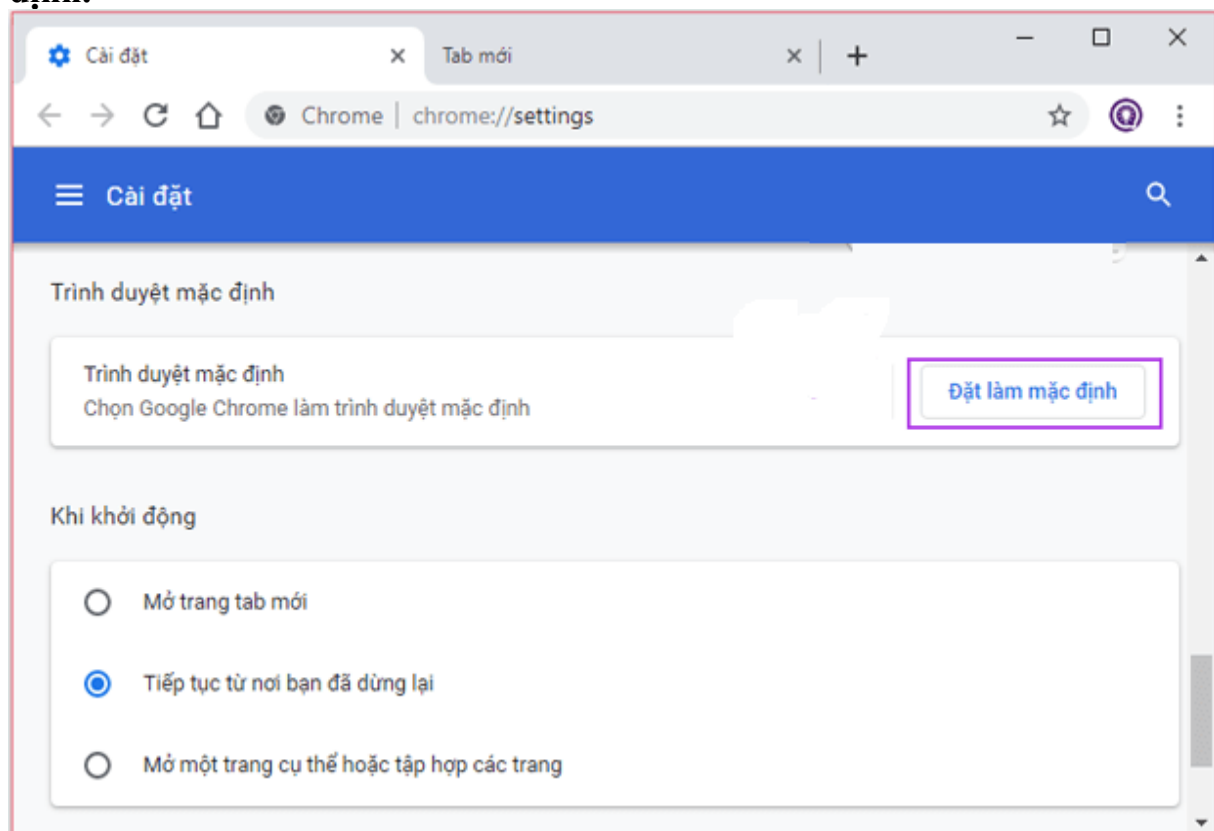 định.
Cài đặt
Tab mới
Chrome | chrome://settings
Cài đặt
Trình duyệt mặc định
Trình duyệt mặc định
Chọn Google Chrome làm trình duyệt mặc định
Đặt làm mặc định
Khi khởi động
Mở trang tab mới
Tiếp tục từ nơi bạn đã dừng lại
Mở một trang cụ thể hoặc tập hợp các trang